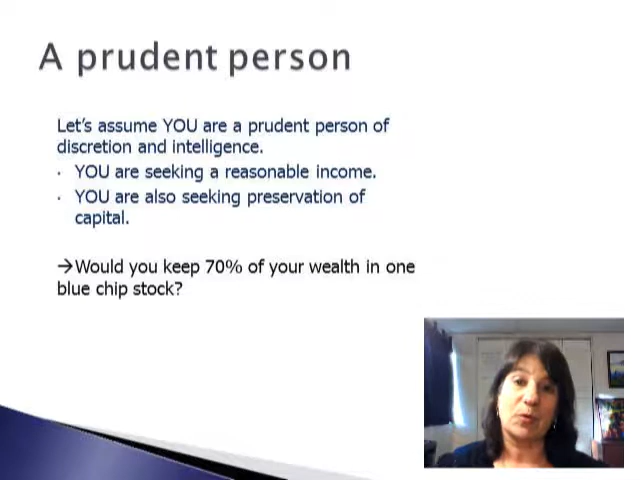 A prudent person
Let's assume YOU are a prudent person of
discretion and intelligence.
· YOU are seeking a reasonable income.
· YOU are also seeking preservation of
capital.
→Would you keep 70% of your wealth in one
blue chip stock?